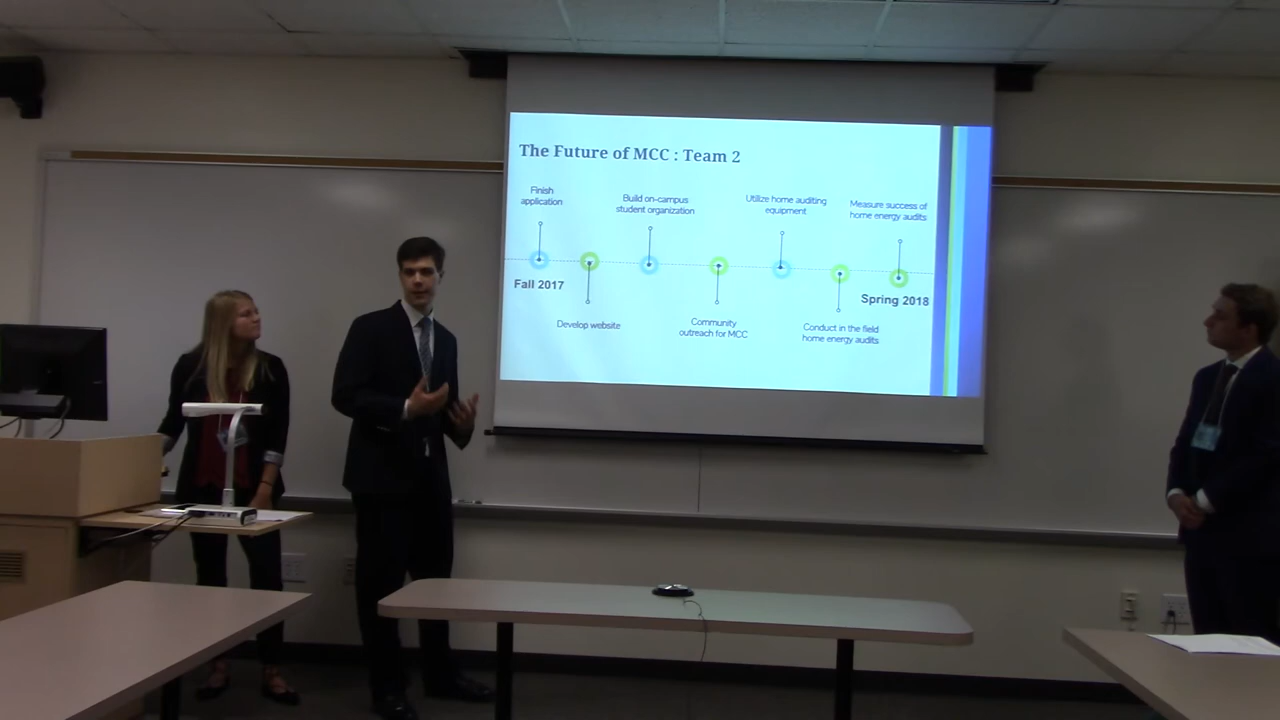 The Future of MCC : Team 2
Finish
application
Build on-campus
student organization
Utilize home auditing
equipment
Measure success of
home energy audits
Fall 2017
Spring 2018
Develop website
Community
outreach for MCC
Conduct in the field
home energy audits